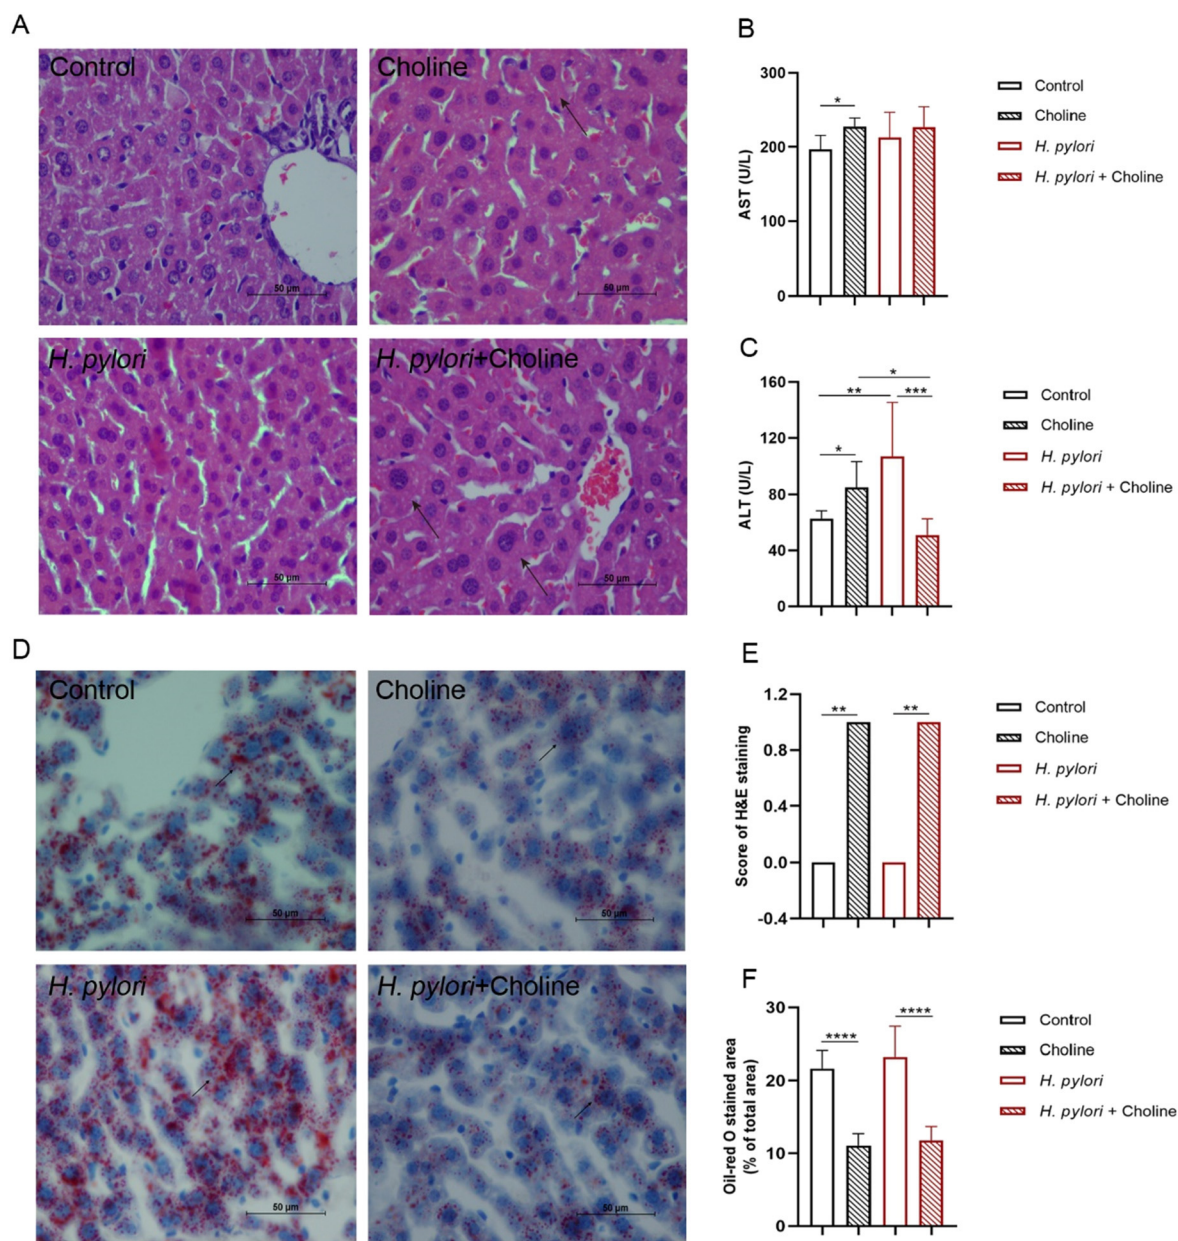 A
Control
50 µm
Choline
50 µm
H. pylori
50 µm
H. pylori+Choline
50 µm
B
AST (U/L)
300
200
100
0
*
Control
Choline
H. pylori
H. pylori + Choline
C
ALT (U/L)
160
120
80
40
0
*
**
***
*
Control
Choline
H. pylori
H. pylori + Choline
D
Control
50 µm
Choline
50 µm
H. pylori
50 µm
H. pylori+Choline
50 µm
E
Score of H&E staining
1.2
0.8
0.4
0.0
-0.4
**
**
Control
Choline
H. pylori
H. pylori + Choline
F
Oil-red O stained area
(% of total area)
30
20
10
0
****
****
Control
Choline
H. pylori
H. pylori + Choline